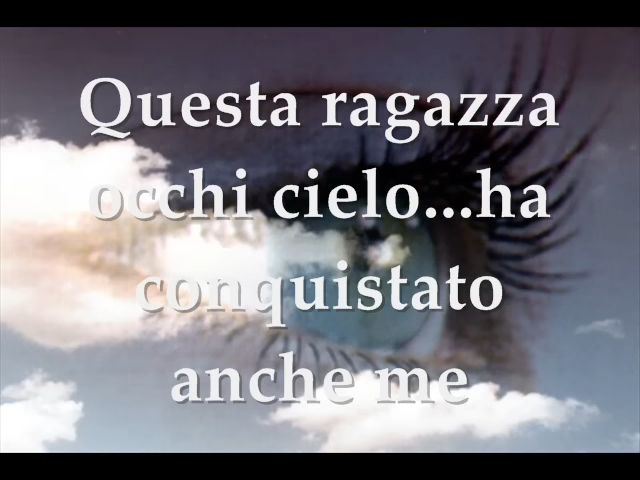 Questa ragazza
occhi cielo...ha
conquistato
anche me